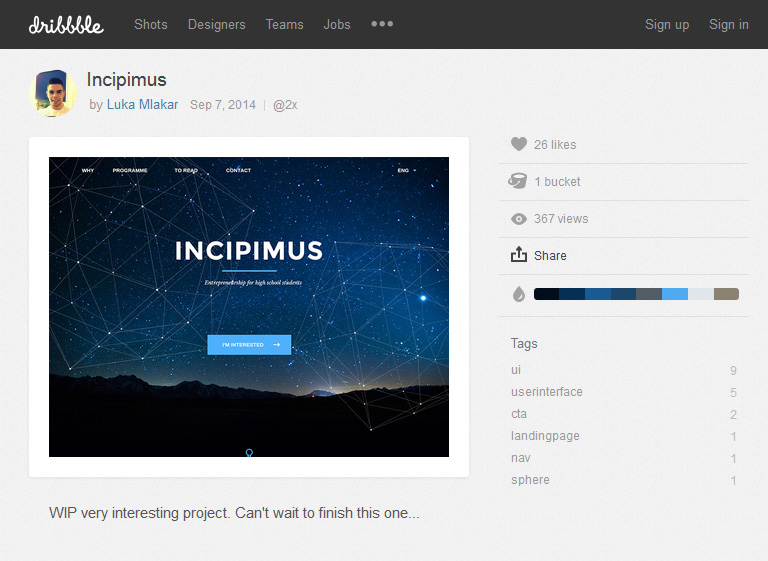 dribbble Shots Designers Teams Jobs ••• Sign up Sign in
Incipimus
by Luka Mlakar Sep 7, 2014 | @2x
WHY PROGRAMME TO READ CONTACT ENG
INCIPIMUS
Entrepreneurship for high school students
I'M INTERESTED →
WIP very interesting project. Can't wait to finish this one...
26 likes
1 bucket
367 views
Share
Tags
ui 9
userinterface 5
cta 2
landingpage 1
nav 1
sphere 1